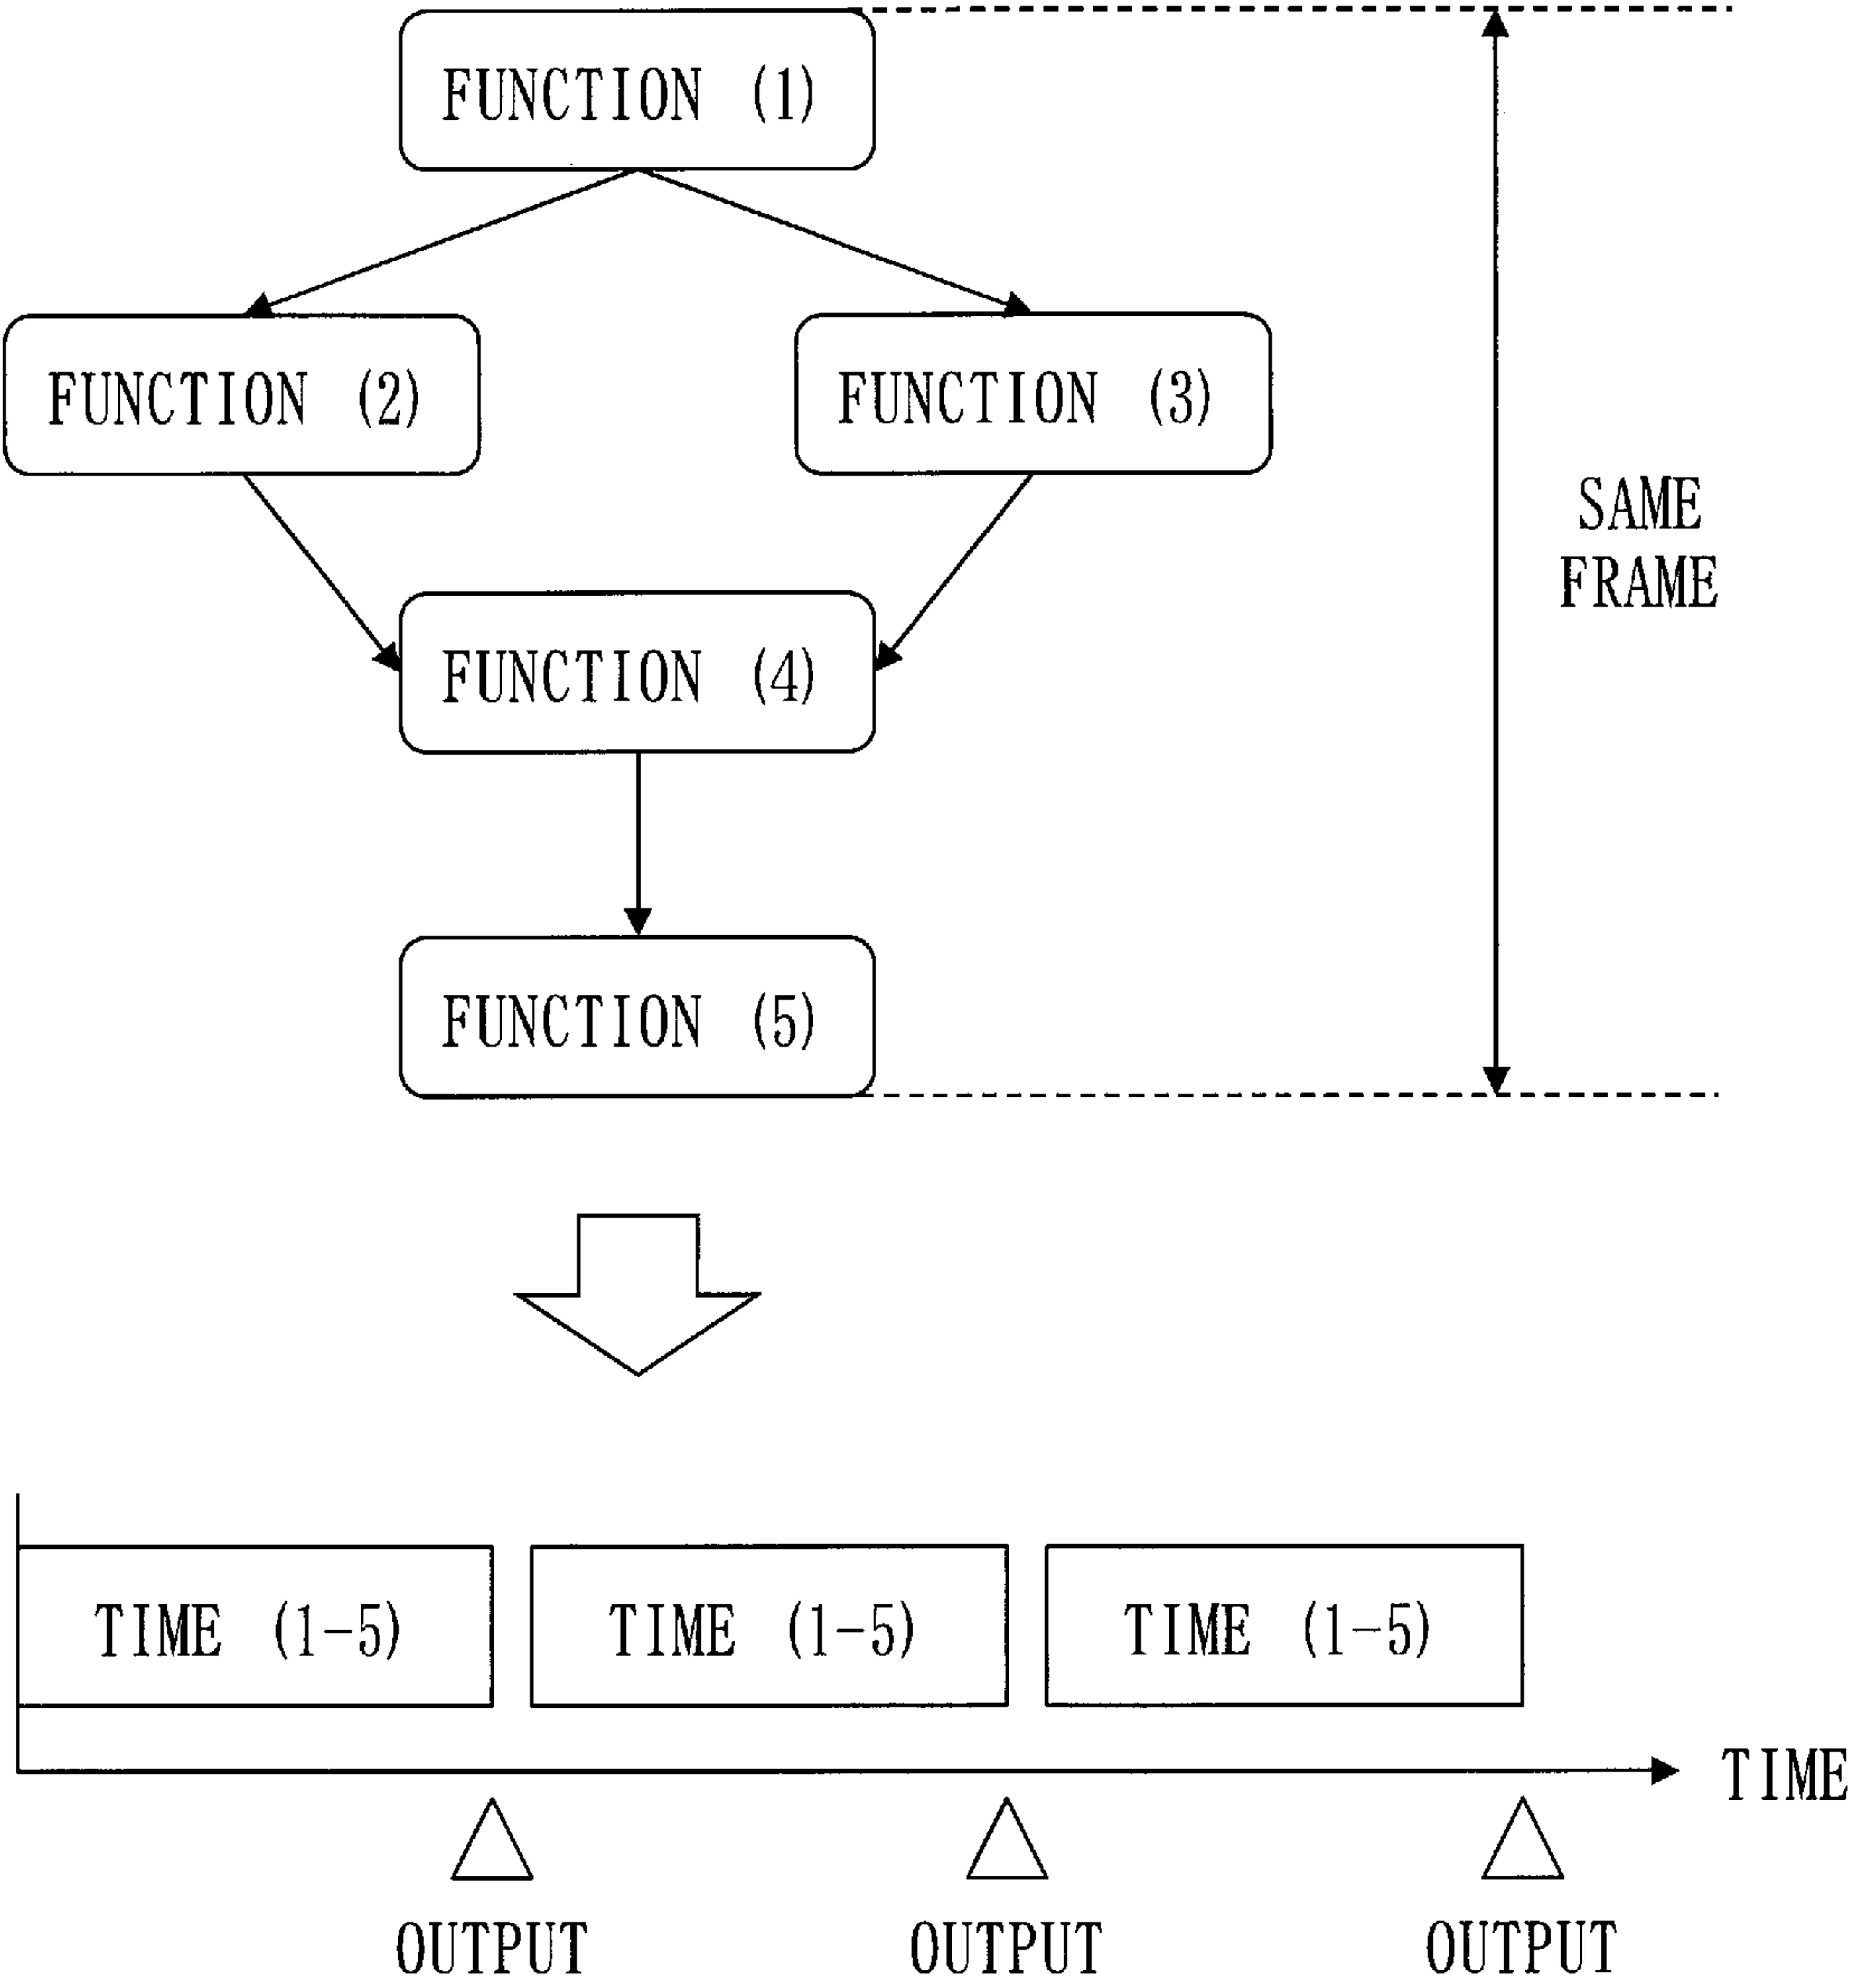 FUNCTION (1)
FUNCTION (2)
FUNCTION (3)
SAME
FRAME
FUNCTION (4)
FUNCTION (5)
TIME (1-5)
TIME (1-5)
TIME (1-5)
TIME
OUTPUT
OUTPUT
OUTPUT